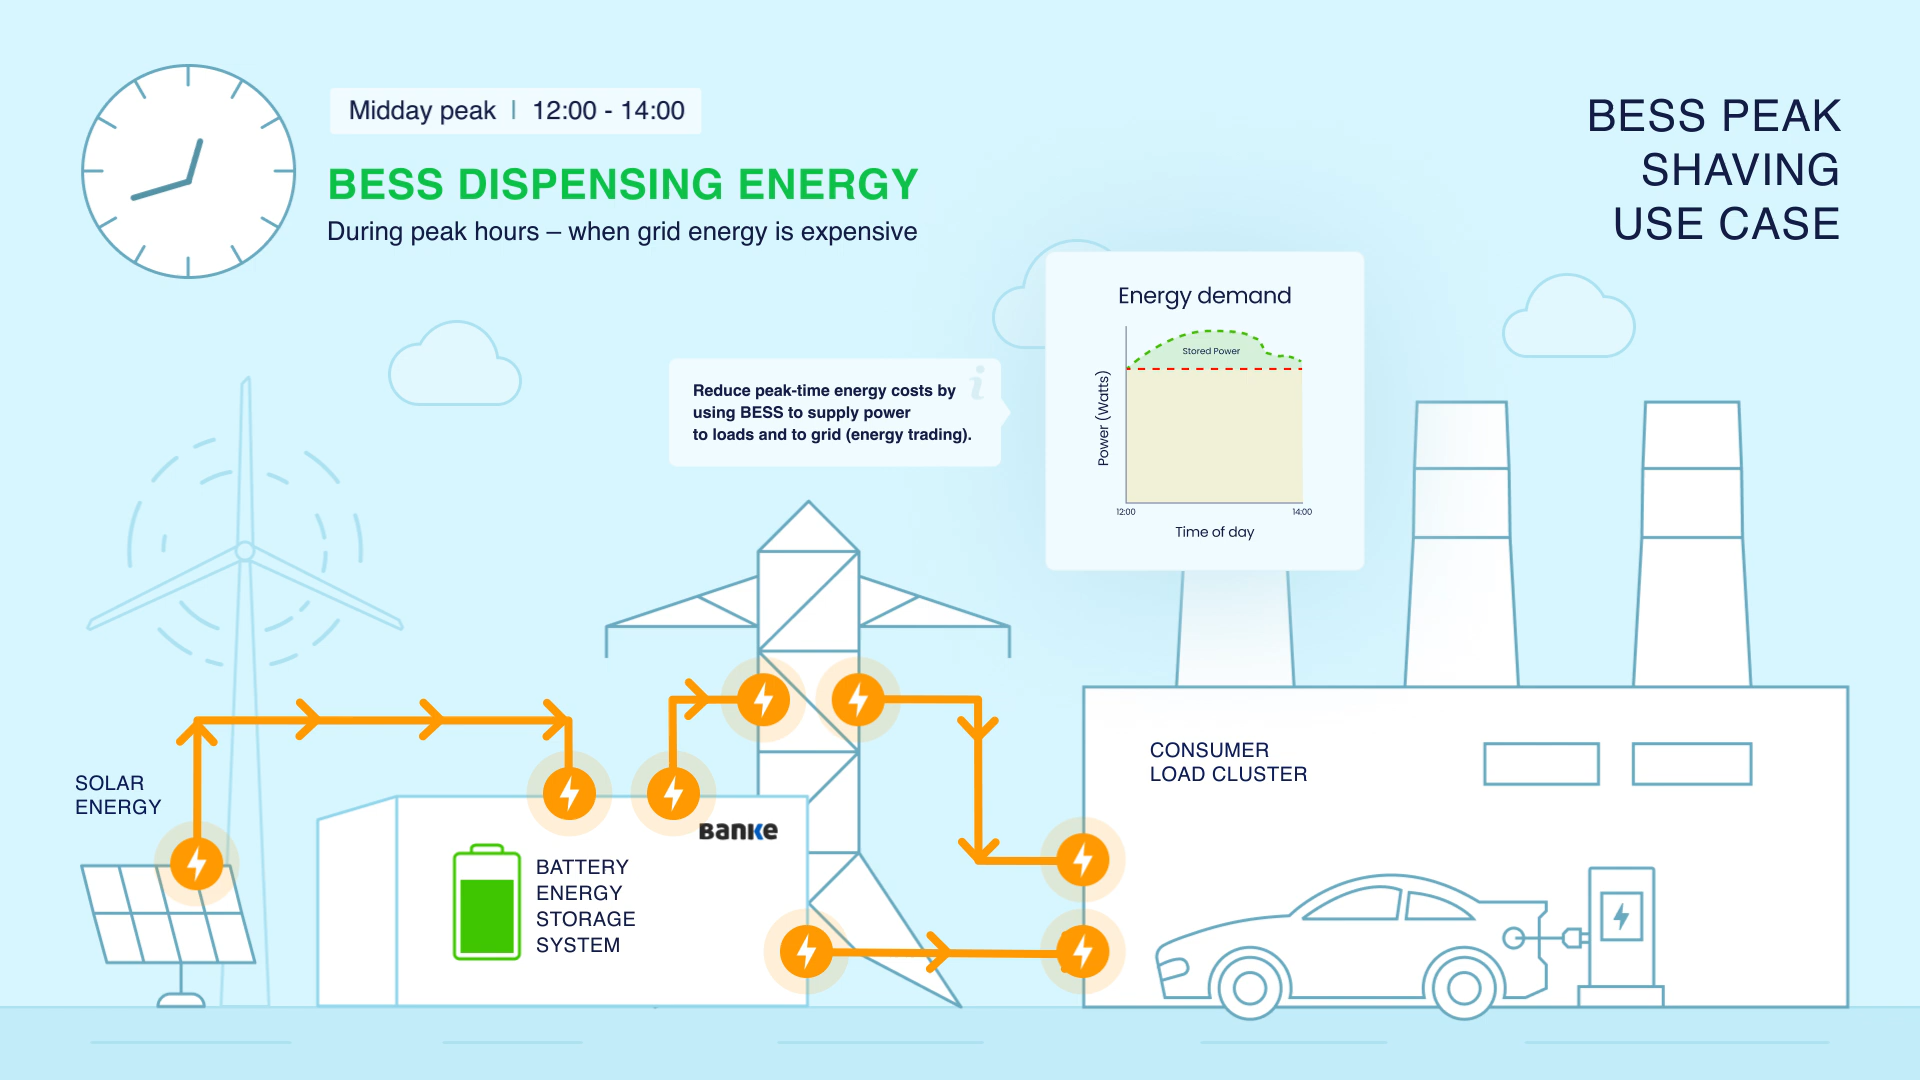 Midday peak | 12:00 - 14:00
BESS DISPENSING ENERGY
During peak hours – when grid energy is expensive
BESS PEAK
SHAVING
USE CASE
Reduce peak-time energy costs by
using BESS to supply power
to loads and to grid (energy trading).
i
Energy demand
Stored Power
Power (Watts)
12:00
14:00
Time of day
SOLAR
ENERGY
BANKE
BATTERY
ENERGY
STORAGE
SYSTEM
CONSUMER
LOAD CLUSTER